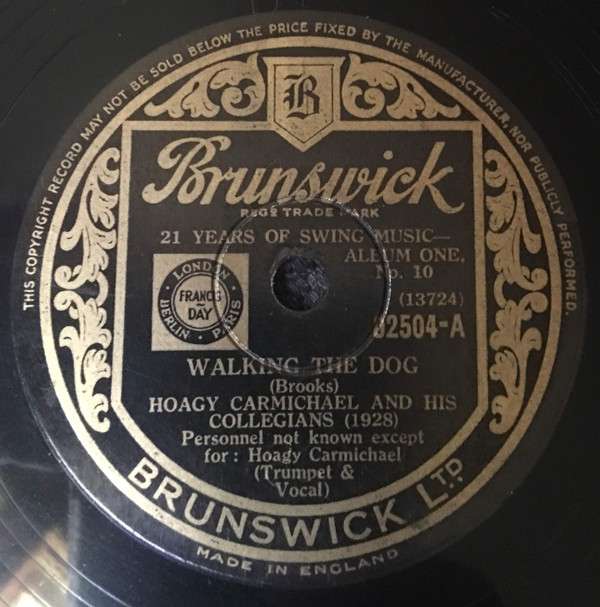 THIS COPYRIGHT RECORD MAY NOT BE SOLD BELOW THE PRICE FIXED BY THE MANUFACTURER, NOR PUBLICLY PERFORMED.
B
Brunswick
REGD TRADE MARK
21 YEARS OF SWING MUSIC—
ALBUM ONE.
No. 10
LONDON
FRANCIS
DAY
BERLIN · PARIS
(13724)
02504-A
WALKING THE DOG
(Brooks)
HOAGY CARMICHAEL AND HIS
COLLEGIANS (1928)
Personnel not known except
for : Hoagy Carmichael
(Trumpet &
Vocal)
BRUNSWICK LTD.
MADE IN ENGLAND